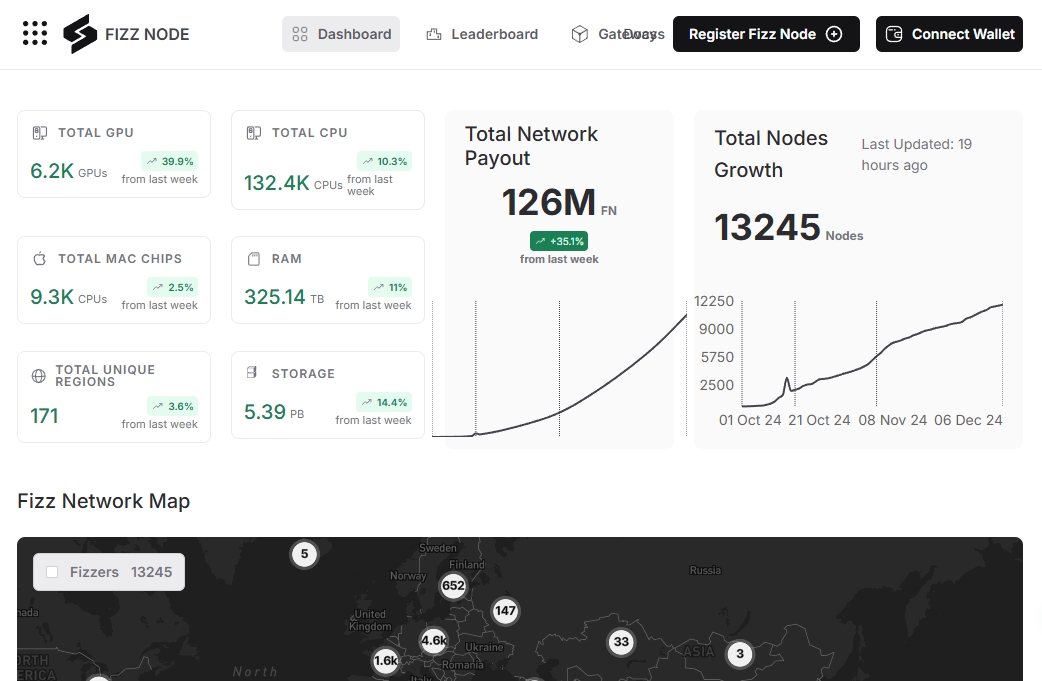 FIZZ NODE
Dashboard
Leaderboard
Gateways
Docs
Register Fizz Node
Connect Wallet
TOTAL GPU
6.2K GPUs
39.9%
from last week
TOTAL CPU
132.4K CPUs
10.3%
from last
week
TOTAL MAC CHIPS
9.3K CPUs
2.5%
from last week
RAM
325.14 TB
11%
from last week
TOTAL UNIQUE
REGIONS
171
3.6%
from last week
STORAGE
5.39 PB
14.4%
from last week
Total Network
Payout
126M FN
+35.1%
from last week
Total Nodes
Growth
Last Updated: 19
hours ago
13245 Nodes
12250
9000
5750
2500
01 Oct 24 21 Oct 24 08 Nov 24 06 Dec 24
Fizz Network Map
Fizzers 13245
5
Sweden
Finland
Norway
Russia
652
147
United
Kingdom
4.6k
Ukraine
33
ASIA
3
1.6k
Romania
North